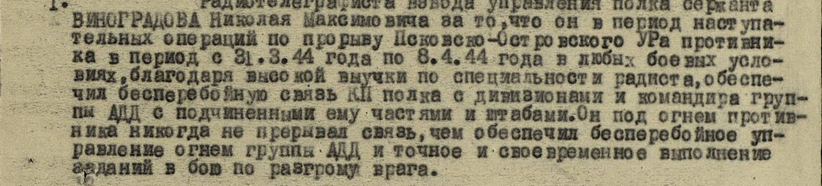 1. Радиотелеграфиста взвода управления полка сержанта
ВИНОГРАДОВА Николая Максимовича за то,что он в период наступа-
тельных операций по прорыву Псковско-Островского УРа противни-
ка в период с 31.3.44 года по 8.4.44 года в любых боевых усло-
виях,благодаря высокой выучки по специальности радиста,обеспе-
чил бесперебойную связь КП полка с дивизионами и командира груп-
пы АДД с подчиненными ему частями и штабами.Он под огнем против-
ника никогда не прерывал связь,чем обеспечил бесперебойное уп-
равление огнем группы АДД и точное и своевременное выполнение
заданий в бою по разгрому врага.